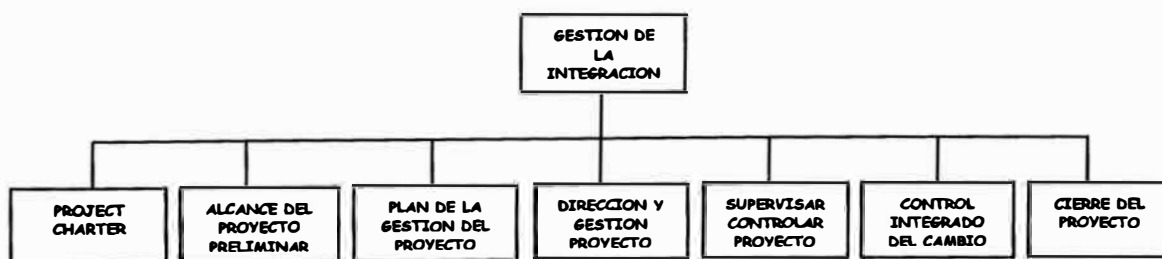 GESTION DE
LA
INTEGRACION
PROJECT
CHARTER
ALCANCE DEL
PROYECTO
PRELIMINAR
PLAN DE LA
GESTION DEL
PROYECTO
DIRECCION Y
GESTION
PROYECTO
SUPERVISAR
CONTROLAR
PROYECTO
CONTROL
INTEGRADO
DEL CAMBIO
CIERRE DEL
PROYECTO